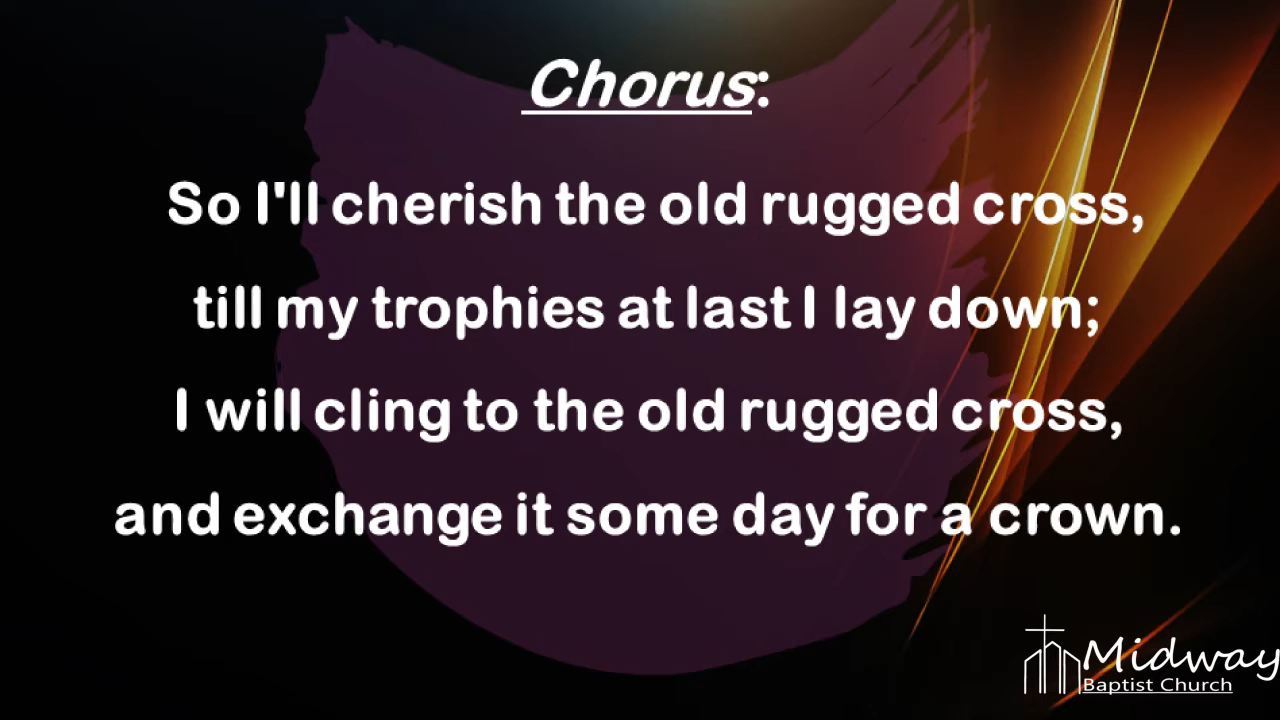 Chorus:
So I'll cherish the old rugged cross,
till my trophies at last I lay down;
I will cling to the old rugged cross,
and exchange it some day for a crown.
Midway
Baptist Church